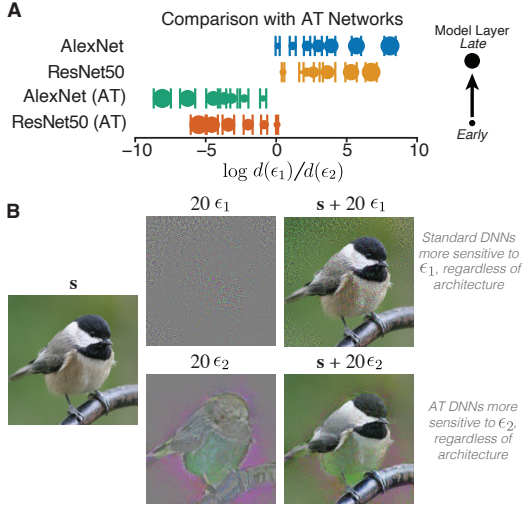 A
Comparison with AT Networks
AlexNet
ResNet50
AlexNet (AT)
ResNet50 (AT)
−10
−5
0
5
10
log d(ϵ₁)/d(ϵ₂)
Model Layer
Late
Early
B
20 ϵ₁
s + 20 ϵ₁
s
Standard DNNs
more sensitive to
ϵ₁, regardless of
architecture
20 ϵ₂
s + 20ϵ₂
AT DNNs more
sensitive to ϵ₂,
regardless of
architecture